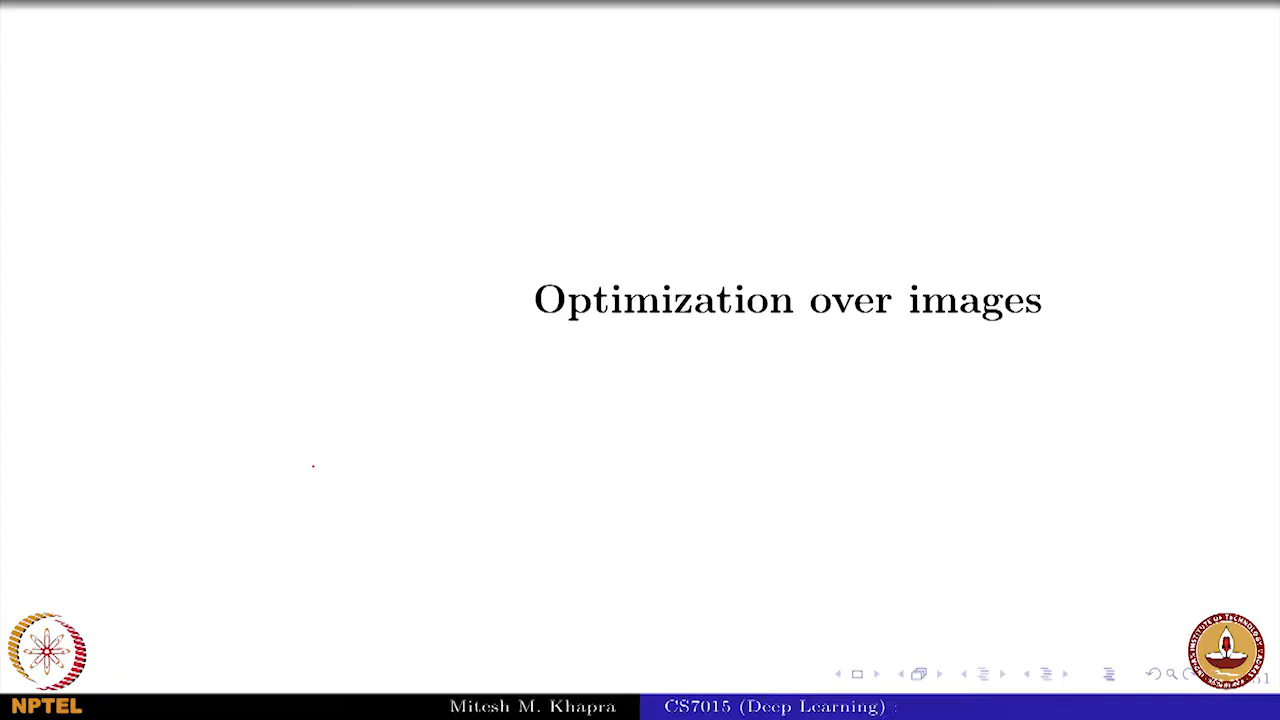 Optimization over images
NPTEL
Mitesh M. Khapra
CS7015 (Deep Learning) :